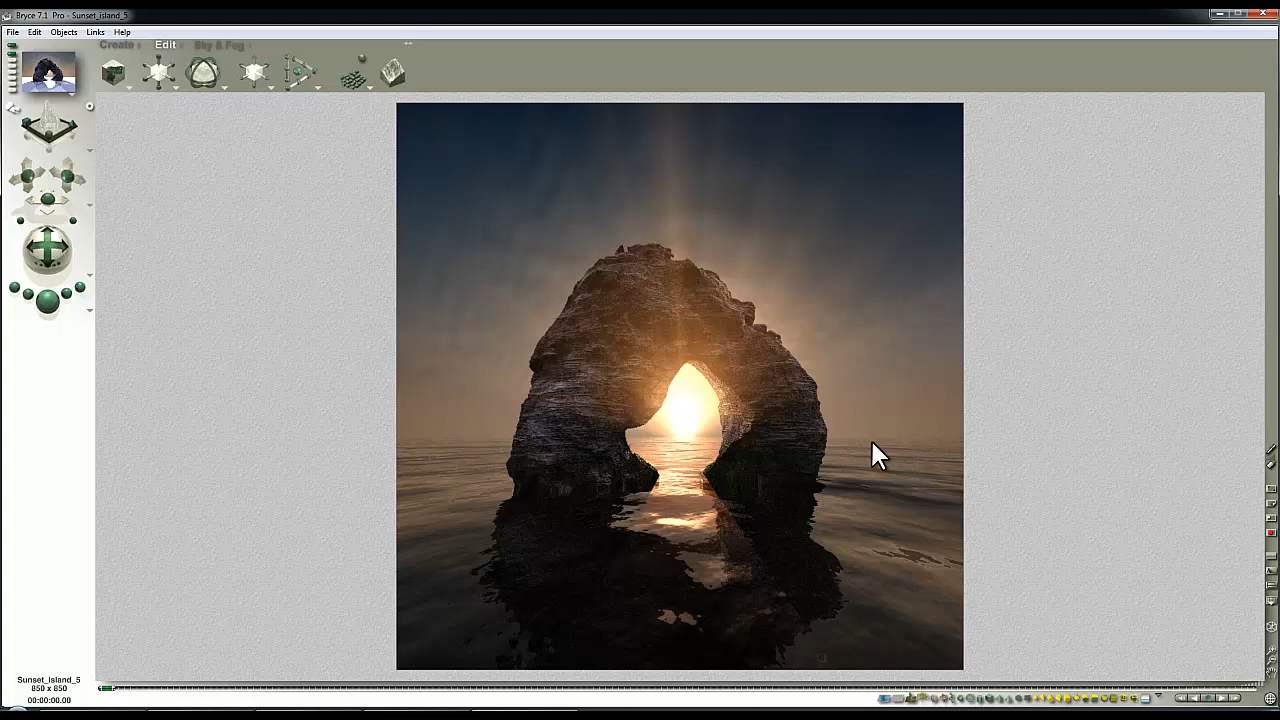 Bryce 7.1 Pro - Sunset_island_5
File Edit Objects Links Help
Create Edit Sky & Fog
Sunset_island_5
850 x 850
00:00:00.00